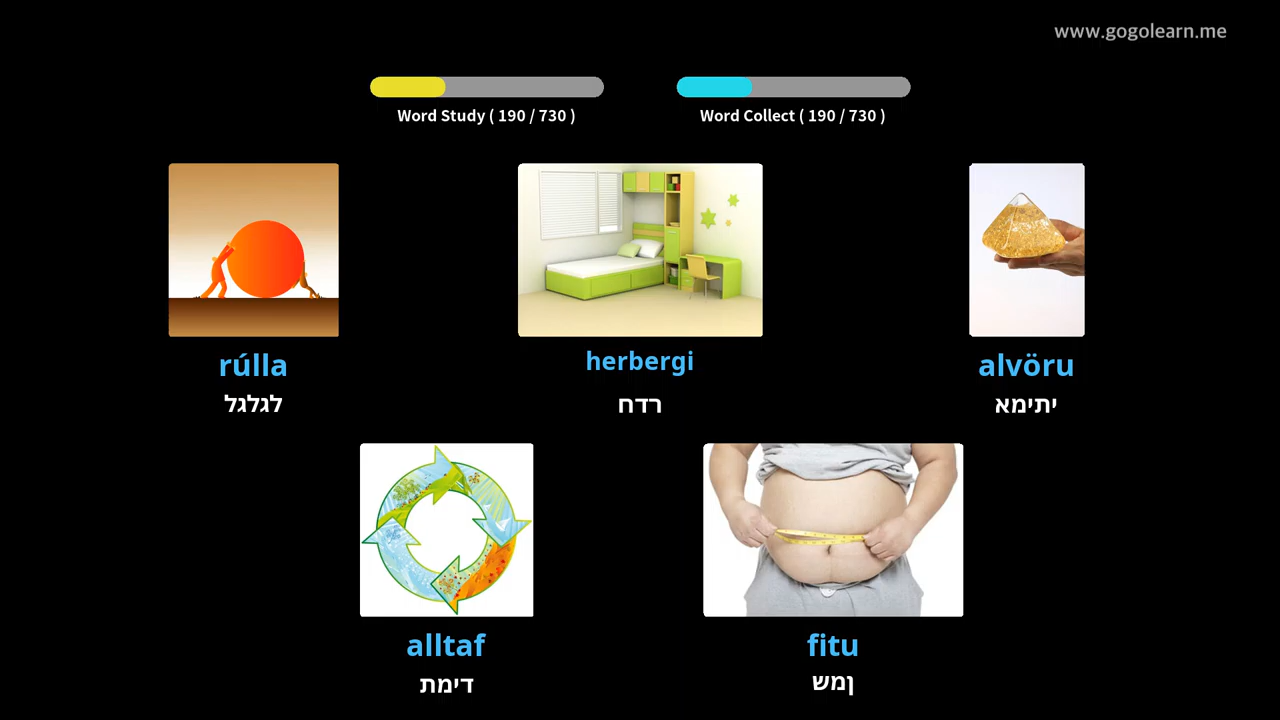 www.gogolearn.me
Word Study ( 190 / 730 )
Word Collect ( 190 / 730 )
rúlla
herbergi
alvöru
לגלגל
חדר
אמיתי
alltaf
fitu
תמיד
שמן